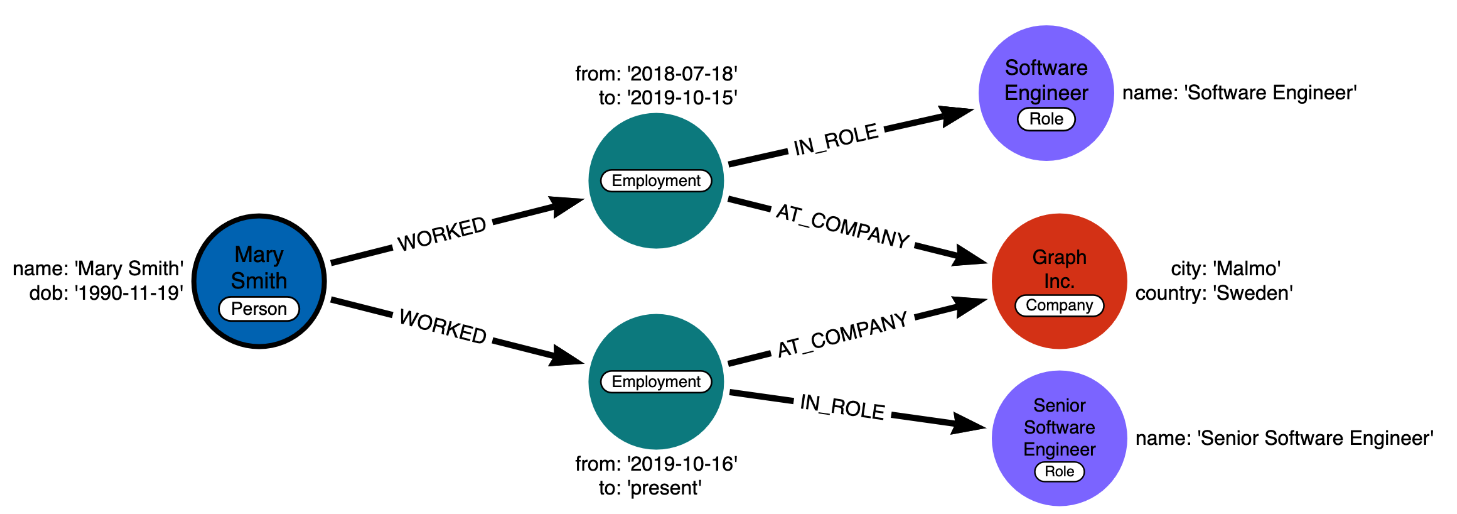 name: 'Mary Smith'
dob: '1990-11-19'
Mary
Smith
Person
WORKED
WORKED
from: '2018-07-18'
to: '2019-10-15'
Employment
Employment
from: '2019-10-16'
to: 'present'
IN_ROLE
AT_COMPANY
AT_COMPANY
IN_ROLE
Software
Engineer
Role
name: 'Software Engineer'
Graph
Inc.
Company
city: 'Malmo'
country: 'Sweden'
Senior
Software
Engineer
Role
name: 'Senior Software Engineer'